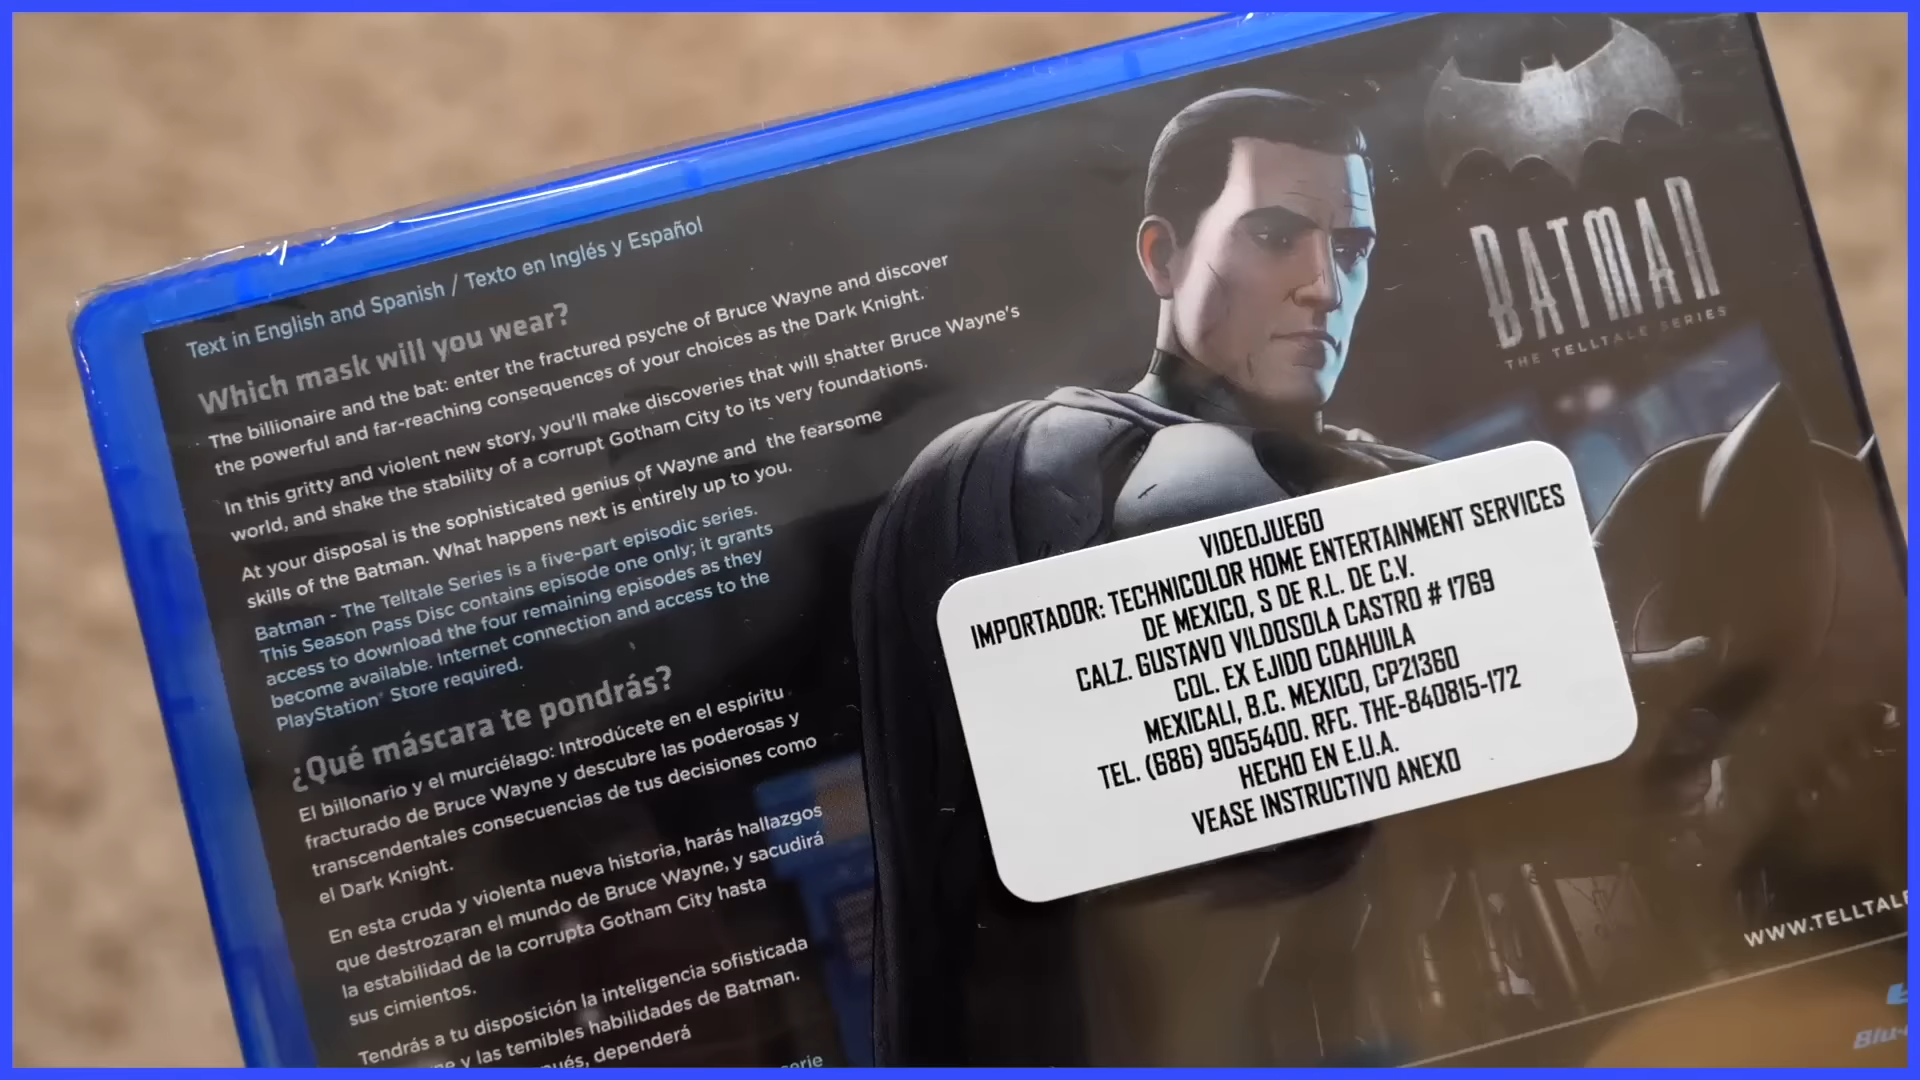 Text in English and Spanish / Texto en Inglés y Español
Which mask will you wear?
The billionaire and the bat: enter the fractured psyche of Bruce Wayne and discover
the powerful and far-reaching consequences of your choices as the Dark Knight.
In this gritty and violent new story, you'll make discoveries that will shatter Bruce Wayne's
world, and shake the stability of a corrupt Gotham City to its very foundations.
At your disposal is the sophisticated genius of Wayne and the fearsome
skills of the Batman. What happens next is entirely up to you.
Batman - The Telltale Series is a five-part episodic series.
This Season Pass Disc contains episode one only; it grants
access to download the four remaining episodes as they
become available. Internet connection and access to the
PlayStation® Store required.
¿Qué máscara te pondrás?
El billonario y el murciélago: Introdúcete en el espíritu
fracturado de Bruce Wayne y descubre las poderosas y
transcendentales consecuencias de tus decisiones como
el Dark Knight.
En esta cruda y violenta nueva historia, harás hallazgos
que destrozaran el mundo de Bruce Wayne, y sacudirá
la estabilidad de la corrupta Gotham City hasta
sus cimientos.
Tendrás a tu disposición la inteligencia sofisticada
y las temibles habilidades de Batman.
dependerá
serie
BATMAN
THE TELLTALE SERIES
VIDEOJUEGO
IMPORTADOR: TECHNICOLOR HOME ENTERTAINMENT SERVICES
DE MEXICO, S DE R.L. DE C.V.
CALZ. GUSTAVO VILDOSOLA CASTRO # 1769
COL. EX EJIDO COAHUILA
MEXICALI, B.C. MEXICO, CP21360
TEL. (686) 9055400. RFC. THE-840815-172
HECHO EN E.U.A.
VEASE INSTRUCTIVO ANEXO
WWW.TELLTALE
Blu-